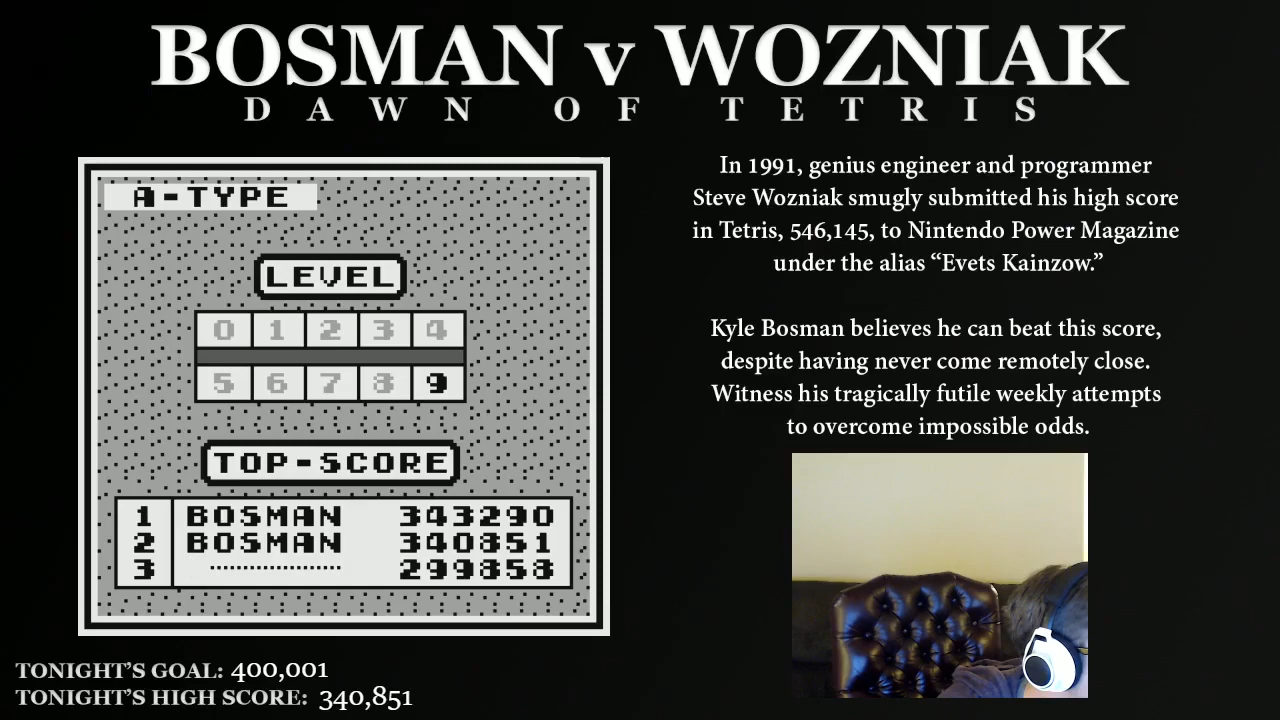 BOSMAN v WOZNIAK
DAWN OF TETRIS
A-TYPE
LEVEL
0 1 2 3 4
5 6 7 8 9
TOP-SCORE
1 BOSMAN 343290
2 BOSMAN 340851
3 ................... 299858
TONIGHT'S GOAL: 400,001
TONIGHT'S HIGH SCORE: 340,851
In 1991, genius engineer and programmer
Steve Wozniak smugly submitted his high score
in Tetris, 546,145, to Nintendo Power Magazine
under the alias “Evets Kainzow.”
Kyle Bosman believes he can beat this score,
despite having never come remotely close.
Witness his tragically futile weekly attempts
to overcome impossible odds.